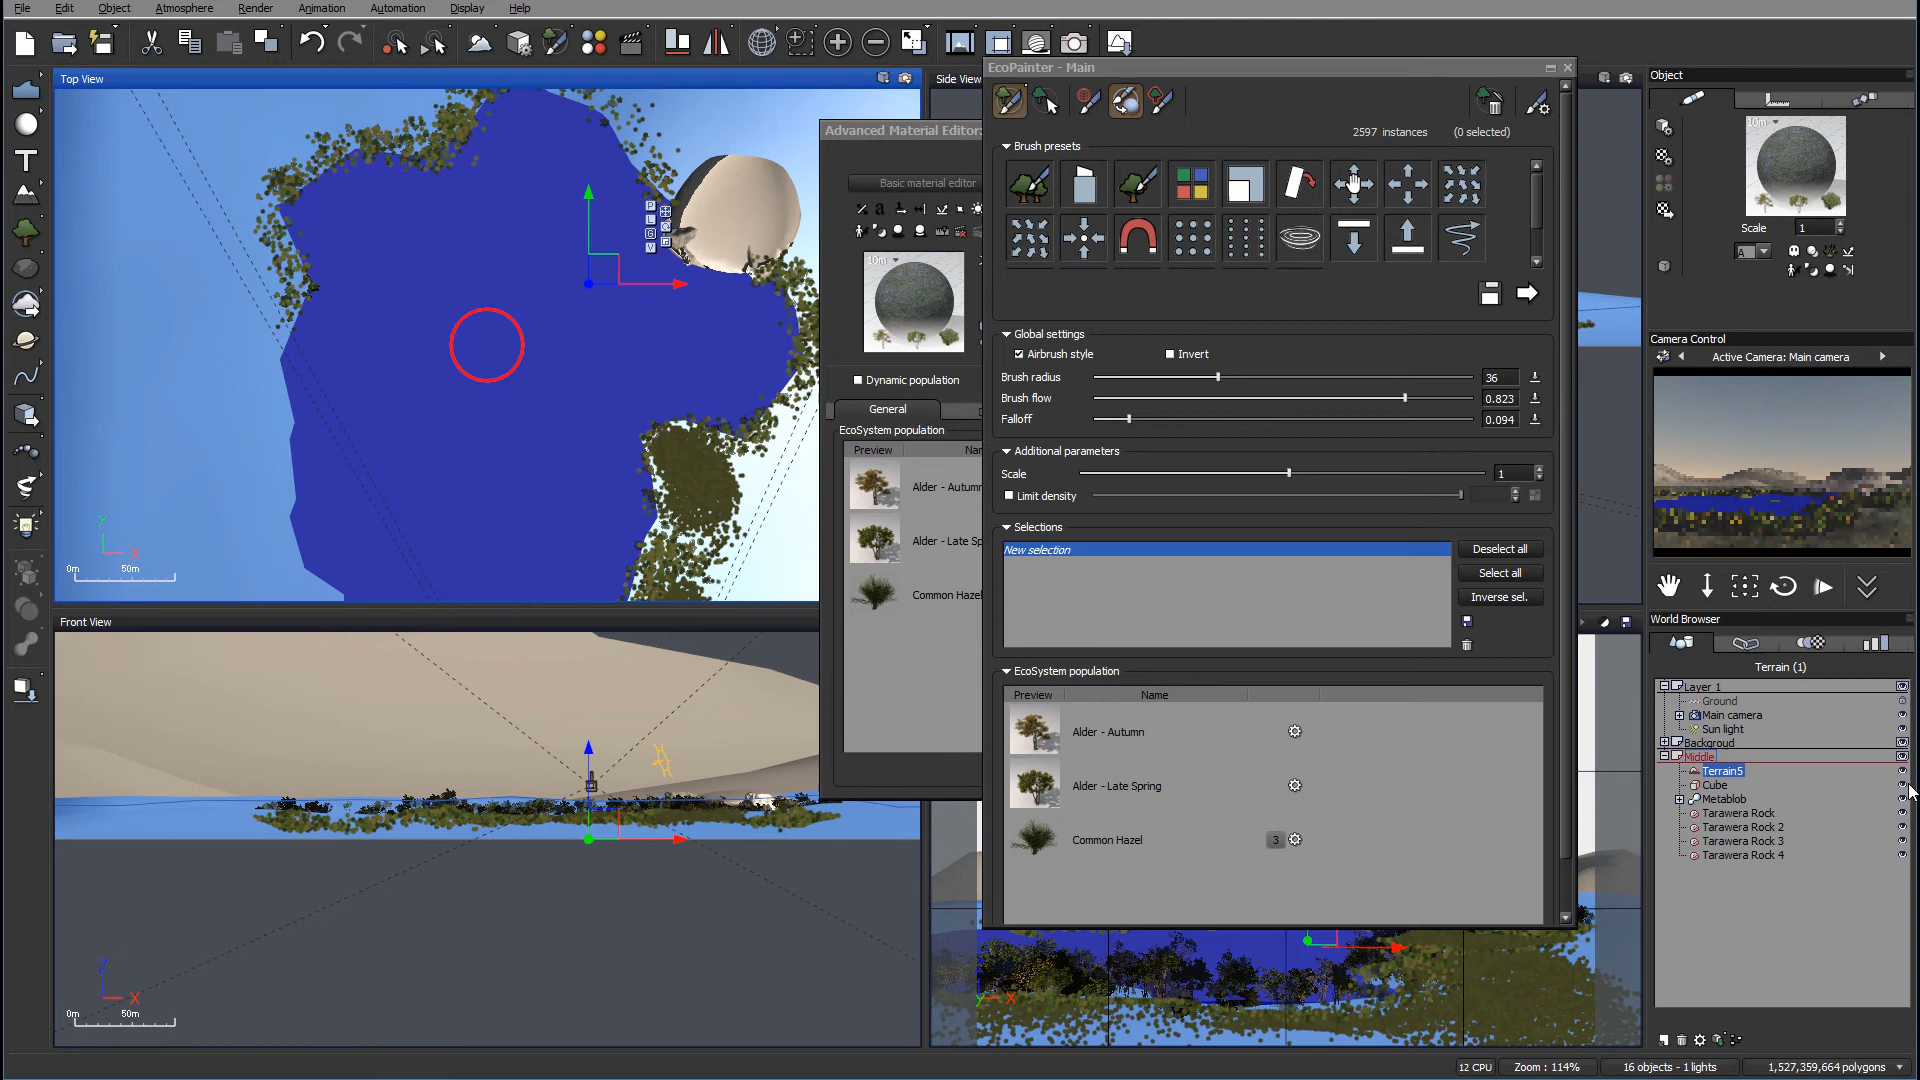 File Edit Object Atmosphere Render Animation Automation Display Help
Top View
Side View
EcoPainter - Main
Object
Advanced Material Editor:
2597 instances (0 selected)
Brush presets
Basic material editor
10m
10m
Scale 1
A
P
L
G
V
Global settings
Airbrush style
Invert
Brush radius 36
Brush flow 0.823
Falloff 0.094
Camera Control
Active Camera: Main camera
Dynamic population
General
EcoSystem population
Preview
Alder - Autumn
Alder - Late Sp
Common Hazel
Additional parameters
Scale 1
Limit density
Selections
New selection
Deselect all
Select all
Inverse sel.
Y
X
0m 50m
Front View
Z
X
0m 50m
EcoSystem population
Preview Name
Alder - Autumn
Alder - Late Spring
Common Hazel 3
Y
X
World Browser
Terrain (1)
Layer 1
Ground
Main camera
Sun light
Backgroud
Middle
Terrain5
Cube
Metablob
Tarawera Rock
Tarawera Rock 2
Tarawera Rock 3
Tarawera Rock 4
12 CPU Zoom : 114% 16 objects - 1 lights 1,527,359,664 polygons